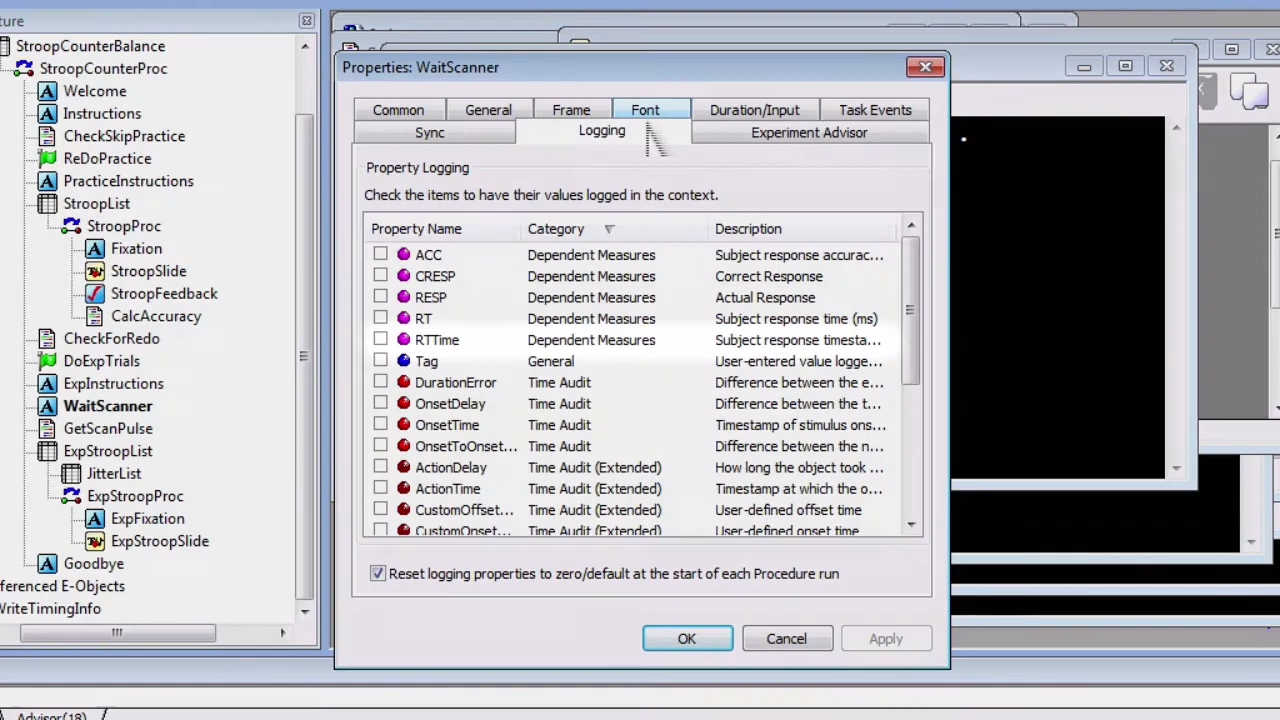 ture
StroopCounterBalance
StroopCounterProc
Welcome
Instructions
CheckSkipPractice
ReDoPractice
PracticeInstructions
StroopList
StroopProc
Fixation
StroopSlide
StroopFeedback
CalcAccuracy
CheckForRedo
DoExpTrials
ExpInstructions
WaitScanner
GetScanPulse
ExpStroopList
JitterList
ExpStroopProc
ExpFixation
ExpStroopSlide
Goodbye
ferenced E-Objects
WriteTimingInfo
Properties: WaitScanner
Common General Frame Font Duration/Input Task Events
Sync Logging Experiment Advisor
Property Logging
Check the items to have their values logged in the context.
Property Name Category Description
ACC Dependent Measures Subject response accurac...
CRESP Dependent Measures Correct Response
RESP Dependent Measures Actual Response
RT Dependent Measures Subject response time (ms)
RTTime Dependent Measures Subject response timesta...
Tag General User-entered value logge...
DurationError Time Audit Difference between the e...
OnsetDelay Time Audit Difference between the t...
OnsetTime Time Audit Timestamp of stimulus ons...
OnsetToOnset... Time Audit Difference between the n...
ActionDelay Time Audit (Extended) How long the object took ...
ActionTime Time Audit (Extended) Timestamp at which the o...
CustomOffset... Time Audit (Extended) User-defined offset time
CustomOnset... Time Audit (Extended) User-defined onset time
Reset logging properties to zero/default at the start of each Procedure run
OK Cancel Apply
Advisor(18)